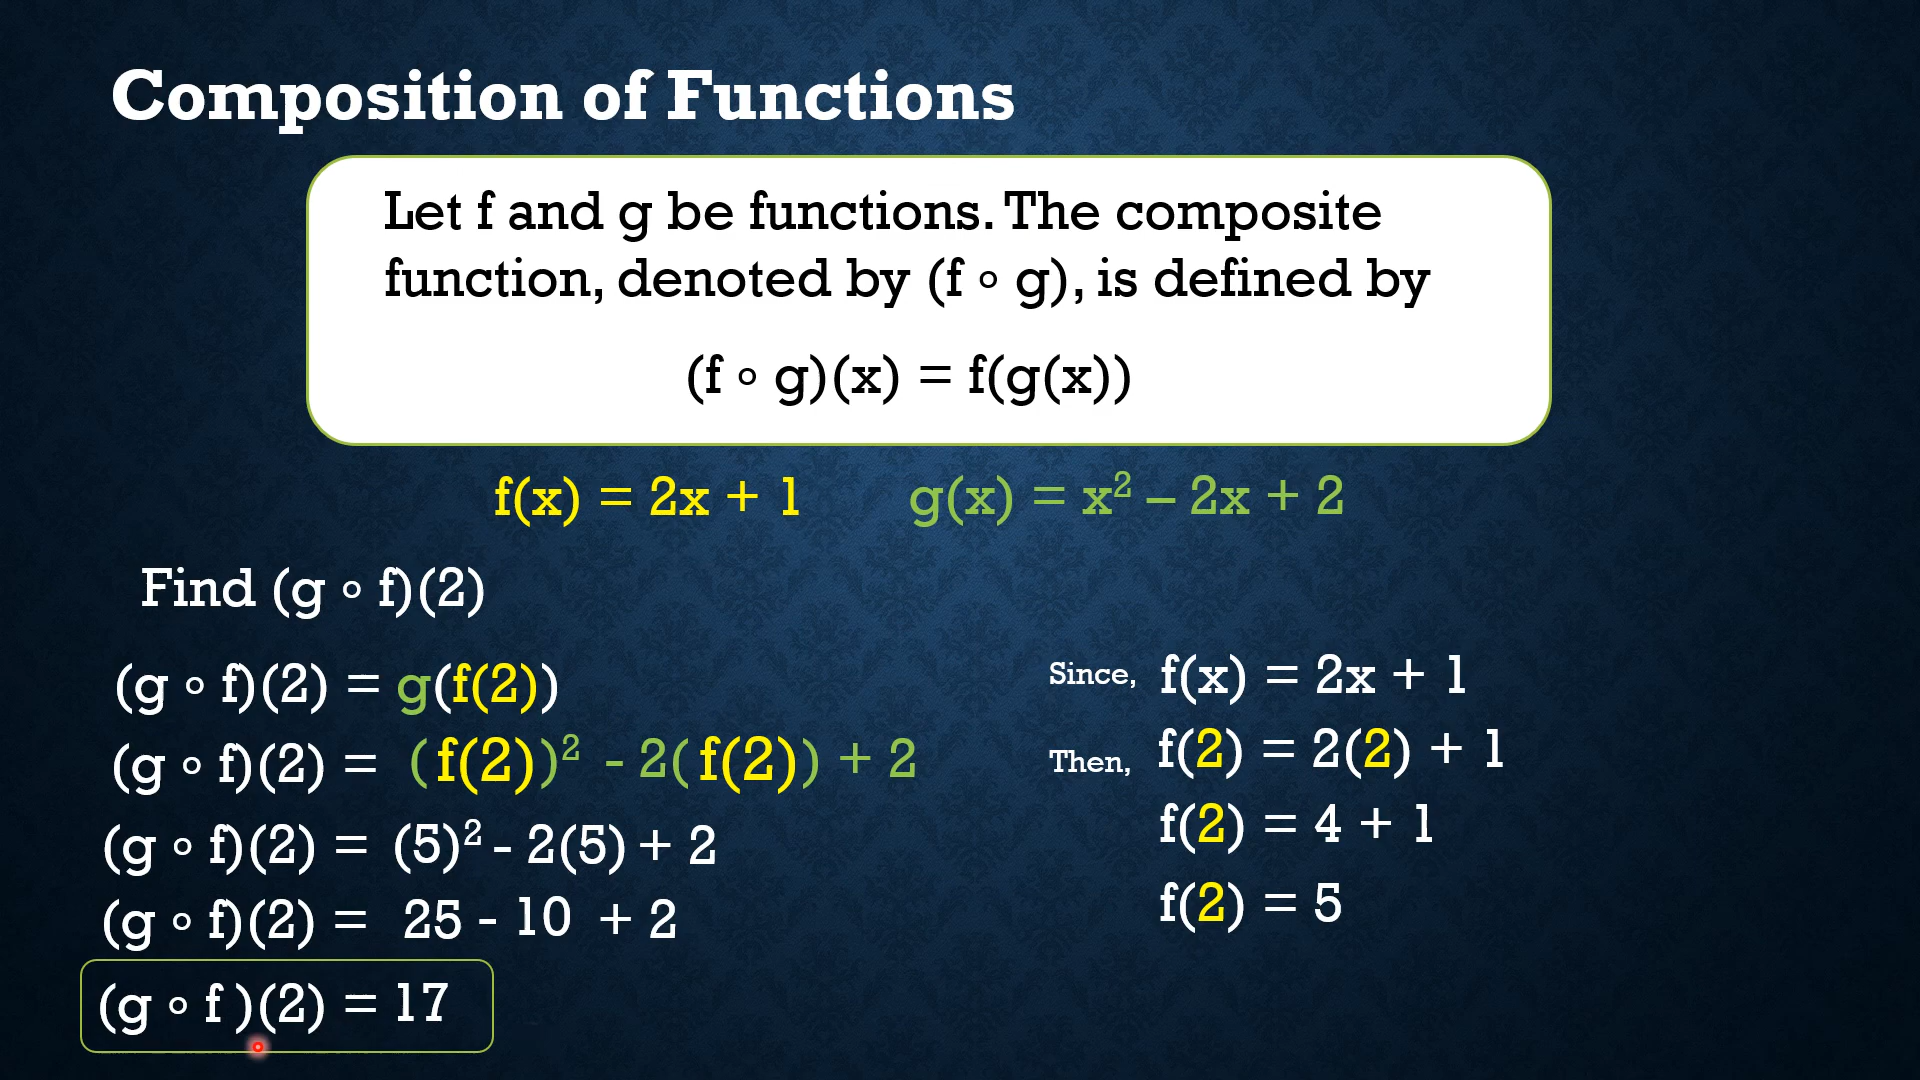 Composition of Functions
Let f and g be functions. The composite
function, denoted by (f ∘ g), is defined by
(f ∘ g)(x) = f(g(x))
f(x) = 2x + 1
g(x) = x² – 2x + 2
Find (g ∘ f)(2)
(g ∘ f)(2) = g(f(2))
(g ∘ f)(2) = (f(2))² - 2(f(2)) + 2
(g ∘ f)(2) = (5)² - 2(5) + 2
(g ∘ f)(2) = 25 - 10 + 2
(g ∘ f )(2) = 17
Since, f(x) = 2x + 1
Then, f(2) = 2(2) + 1
f(2) = 4 + 1
f(2) = 5